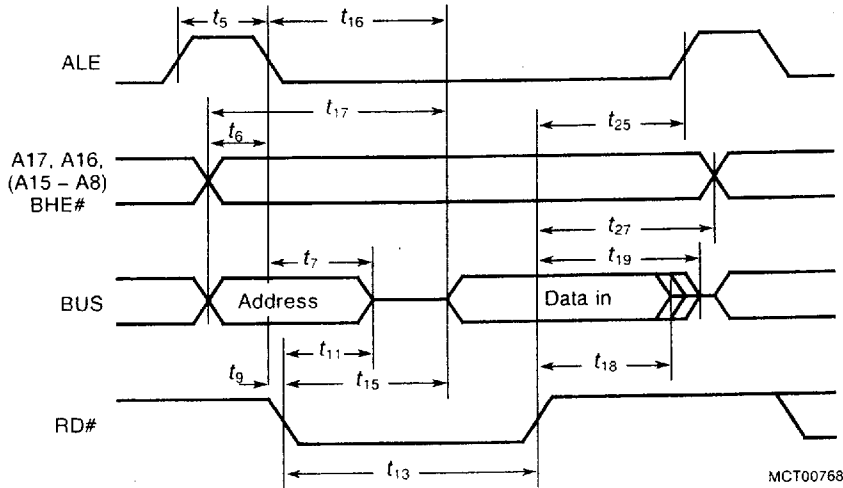 t5
t16
ALE
t17
t6
t25
A17, A16,
(A15 – A8)
BHE#
t27
t7
t19
BUS
Address
Data in
t11
t9
t15
t18
RD#
t13
MCT00768